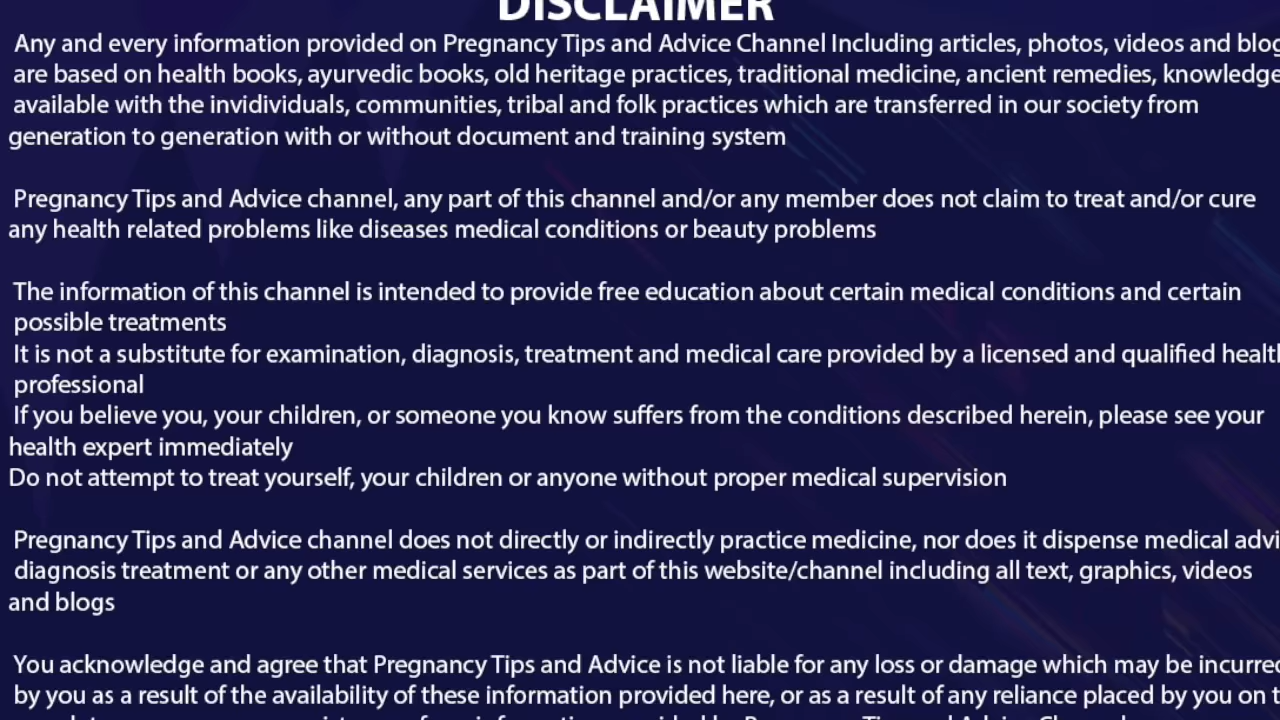 DISCLAIMER
Any and every information provided on Pregnancy Tips and Advice Channel Including articles, photos, videos and blog
are based on health books, ayurvedic books, old heritage practices, traditional medicine, ancient remedies, knowledge
available with the invidividuals, communities, tribal and folk practices which are transferred in our society from
generation to generation with or without document and training system
Pregnancy Tips and Advice channel, any part of this channel and/or any member does not claim to treat and/or cure
any health related problems like diseases medical conditions or beauty problems
The information of this channel is intended to provide free education about certain medical conditions and certain
possible treatments
It is not a substitute for examination, diagnosis, treatment and medical care provided by a licensed and qualified healt
professional
If you believe you, your children, or someone you know suffers from the conditions described herein, please see your
health expert immediately
Do not attempt to treat yourself, your children or anyone without proper medical supervision
Pregnancy Tips and Advice channel does not directly or indirectly practice medicine, nor does it dispense medical advi
diagnosis treatment or any other medical services as part of this website/channel including all text, graphics, videos
and blogs
You acknowledge and agree that Pregnancy Tips and Advice is not liable for any loss or damage which may be incurred
by you as a result of the availability of these information provided here, or as a result of any reliance placed by you on t